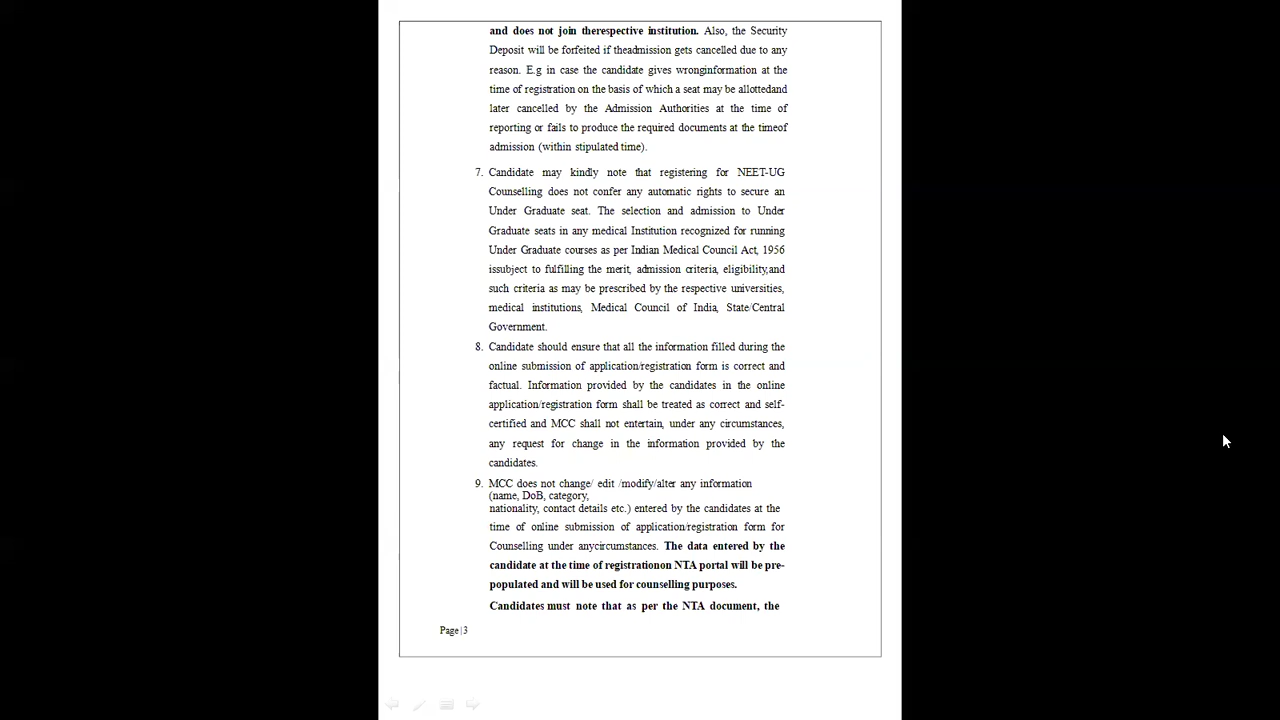 and does not join therespective institution. Also, the Security
Deposit will be forfeited if theadmission gets cancelled due to any
reason. E.g in case the candidate gives wronginformation at the
time of registration on the basis of which a seat may be allottedand
later cancelled by the Admission Authorities at the time of
reporting or fails to produce the required documents at the timeof
admission (within stipulated time).
7. Candidate may kindly note that registering for NEET-UG
Counselling does not confer any automatic rights to secure an
Under Graduate seat. The selection and admission to Under
Graduate seats in any medical Institution recognized for running
Under Graduate courses as per Indian Medical Council Act, 1956
issubject to fulfilling the merit, admission criteria, eligibility,and
such criteria as may be prescribed by the respective universities,
medical institutions, Medical Council of India, State/Central
Government.
8. Candidate should ensure that all the information filled during the
online submission of application/registration form is correct and
factual. Information provided by the candidates in the online
application/registration form shall be treated as correct and self-
certified and MCC shall not entertain, under any circumstances,
any request for change in the information provided by the
candidates.
9. MCC does not change/ edit /modify/alter any information
(name, DoB, category,
nationality, contact details etc.) entered by the candidates at the
time of online submission of application/registration form for
Counselling under anycircumstances. The data entered by the
candidate at the time of registrationon NTA portal will be pre-
populated and will be used for counselling purposes.
Candidates must note that as per the NTA document, the
Page|3